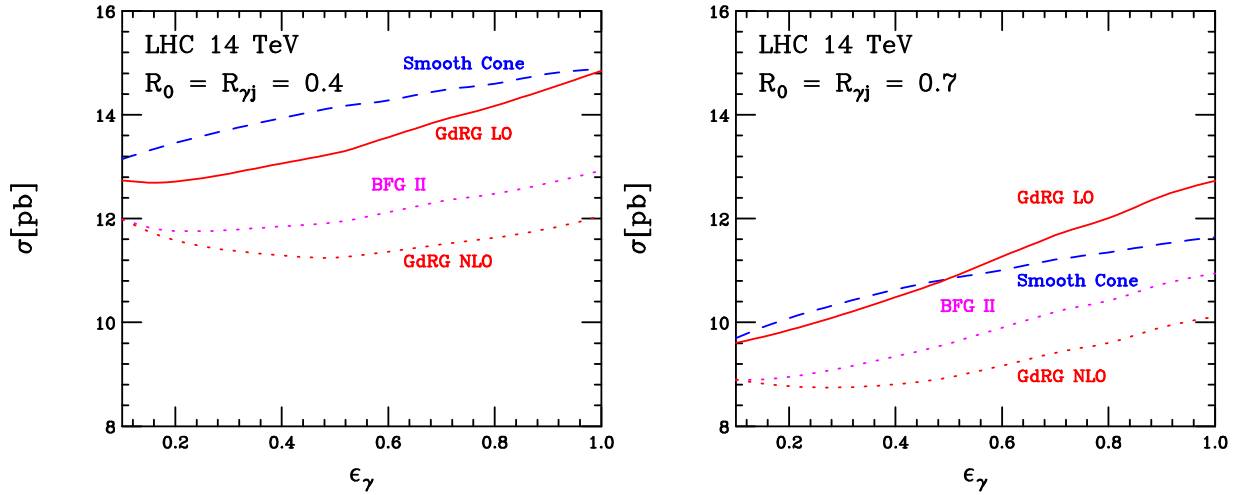 16
14
12
10
8
σ[pb]
LHC 14 TeV
R0 = Rγj = 0.4
Smooth Cone
GdRG LO
BFG II
GdRG NLO
0.2 0.4 0.6 0.8 1.0
ϵγ
16
14
12
10
8
σ[pb]
LHC 14 TeV
R0 = Rγj = 0.7
GdRG LO
Smooth Cone
BFG II
GdRG NLO
0.2 0.4 0.6 0.8 1.0
ϵγ